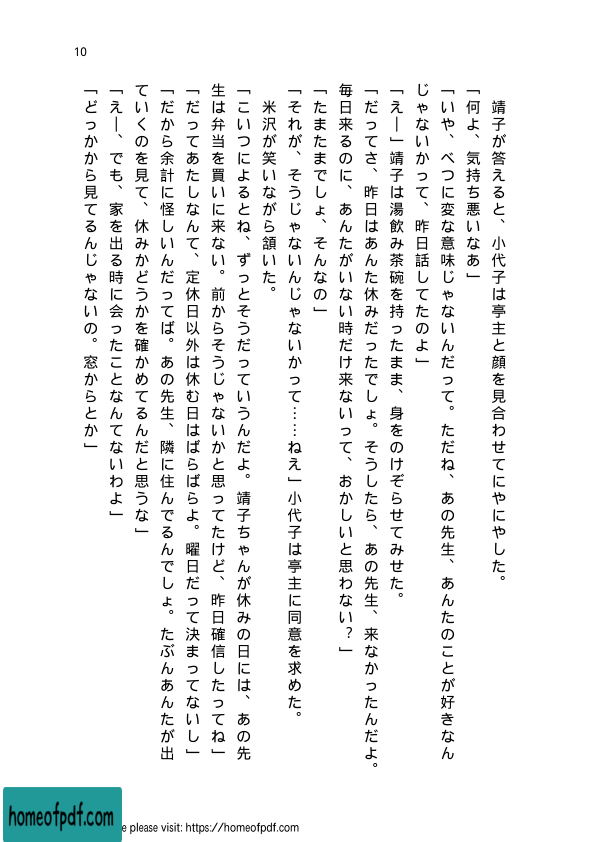 10
靖子が答えると、小代子は亭主と顔を見合わせてにやにやした。
「何よ、気持ち悪いなあ」
「いや、べつに変な意味じゃないんだって。ただね、あの先生、あんたのことが好きなん
じゃないかって、昨日話してたのよ」
「え―」靖子は湯飲み茶碗を持ったまま、身をのけぞらせてみせた。
「だってさ、昨日はあんた休みだったでしょ。そうしたら、あの先生、来なかったんだよ。
毎日来るのに、あんたがいない時だけ来ないって、おかしいと思わない？」
「たまたまでしょ、そんなの」
「それが、そうじゃないんじゃないかって……ねえ」小代子は亭主に同意を求めた。
米沢が笑いながら頷いた。
「こいつによるとね、ずっとそうだっていうんだよ。靖子ちゃんが休みの日には、あの先
生は弁当を買いに来ない。前からそうじゃないかと思ってたけど、昨日確信したってね」
「だってあたしなんて、定休日以外は休む日はばらばらよ。曜日だって決まってないし」
「だから余計に怪しいんだってば。あの先生、隣に住んでるんでしょ。たぶんあんたが出
ていくのを見て、休みかどうかを確かめてるんだと思うな」
「え―、でも、家を出る時に会ったことなんてないわよ」
「どっかから見てるんじゃないの。窓からとか」
homeofpdf.com
e please visit: https://homeofpdf.com